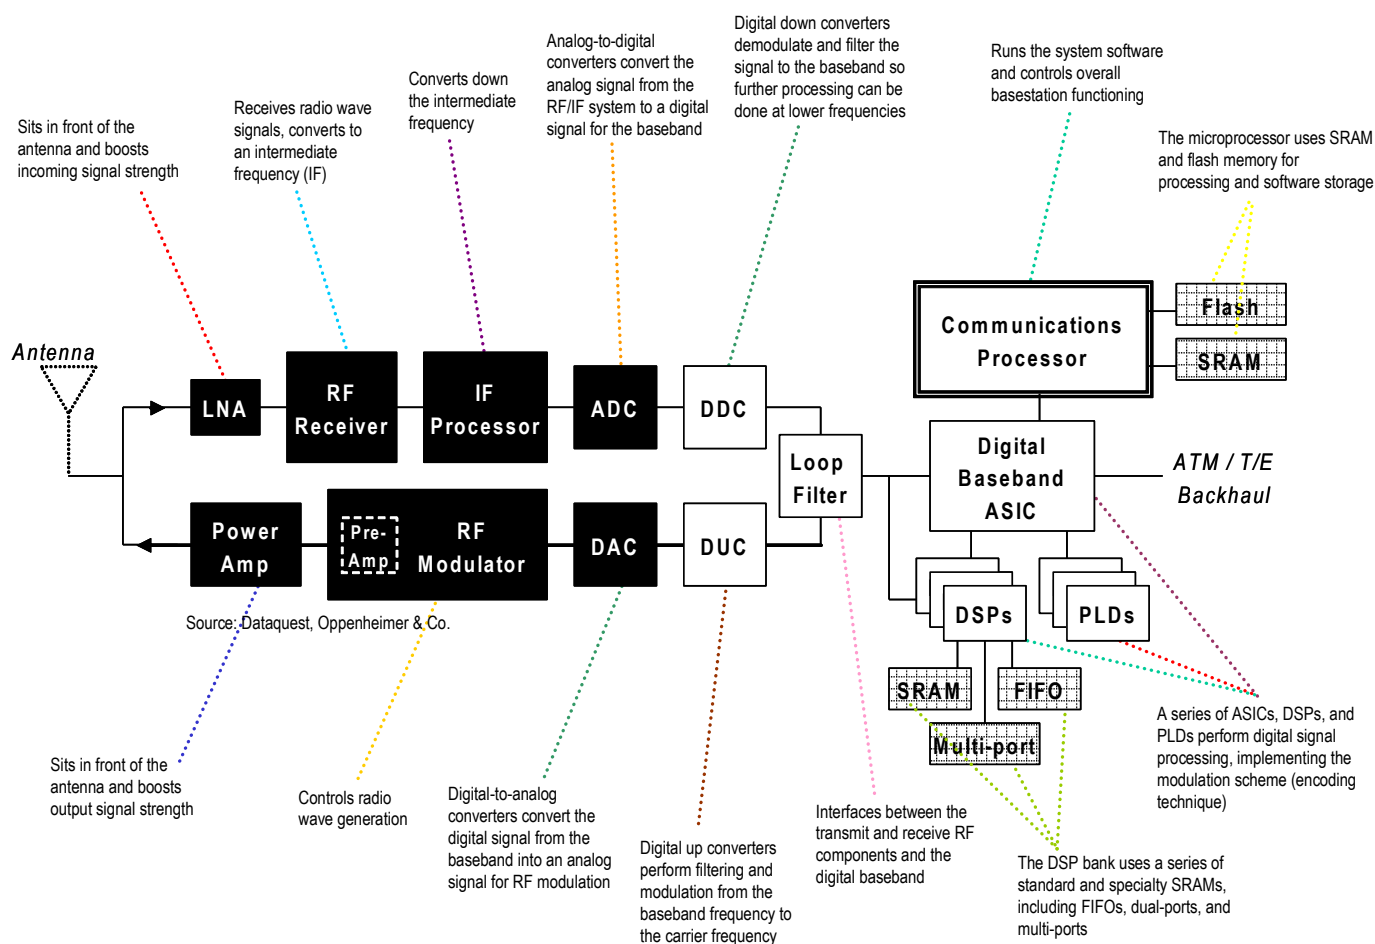 Digital down converters
demodulate and filter the
signal to the baseband so
further processing can be
done at lower frequencies
Analog-to-digital
converters convert the
analog signal from the
RF/IF system to a digital
signal for the baseband
Runs the system software
and controls overall
basestation functioning
Converts down
the intermediate
frequency
Receives radio wave
signals, converts to
an intermediate
frequency (IF)
Sits in front of the
antenna and boosts
incoming signal strength
The microprocessor uses SRAM
and flash memory for
processing and software storage
Antenna
LNA
RF
Receiver
IF
Processor
ADC
DDC
Loop
Filter
Communications
Processor
Flash
SRAM
Digital
Baseband
ASIC
ATM / T/E
Backhaul
Power
Amp
Pre-
Amp
RF
Modulator
DAC
DUC
DSPs
PLDs
Source: Dataquest, Oppenheimer & Co.
SRAM
FIFO
Multi-port
A series of ASICs, DSPs, and
PLDs perform digital signal
processing, implementing the
modulation scheme (encoding
technique)
Sits in front of the
antenna and boosts
output signal strength
Controls radio
wave generation
Digital-to-analog
converters convert the
digital signal from the
baseband into an analog
signal for RF modulation
Digital up converters
perform filtering and
modulation from the
baseband frequency to
the carrier frequency
Interfaces between the
transmit and receive RF
components and the
digital baseband
The DSP bank uses a series of
standard and specialty SRAMs,
including FIFOs, dual-ports, and
multi-ports